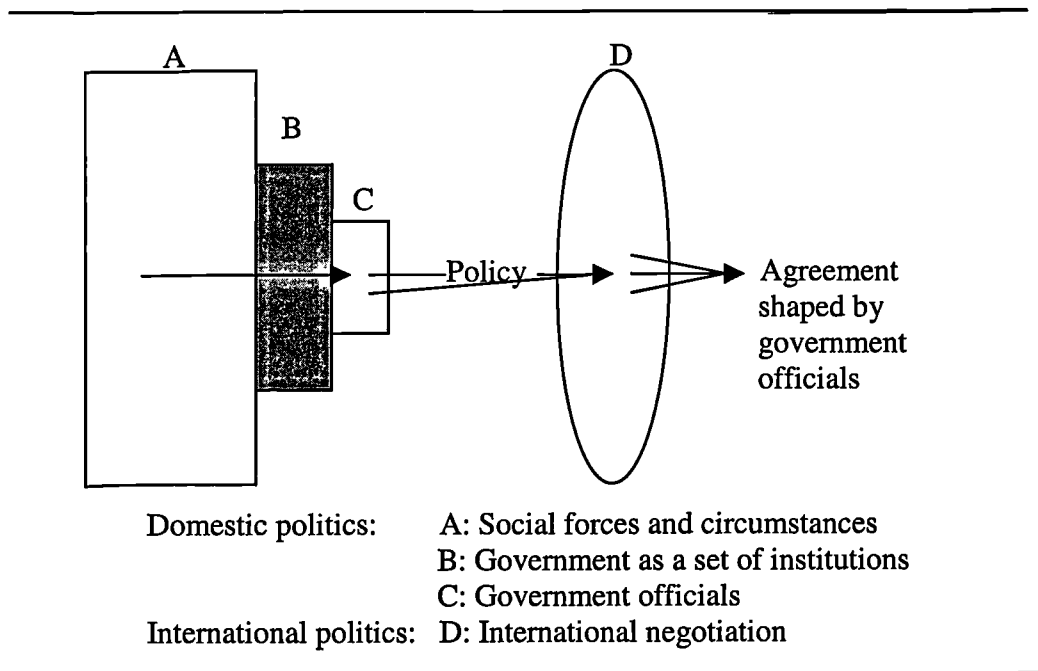 A
D
B
C
Policy
Agreement
shaped by
government
officials
Domestic politics: A: Social forces and circumstances
B: Government as a set of institutions
C: Government officials
International politics: D: International negotiation